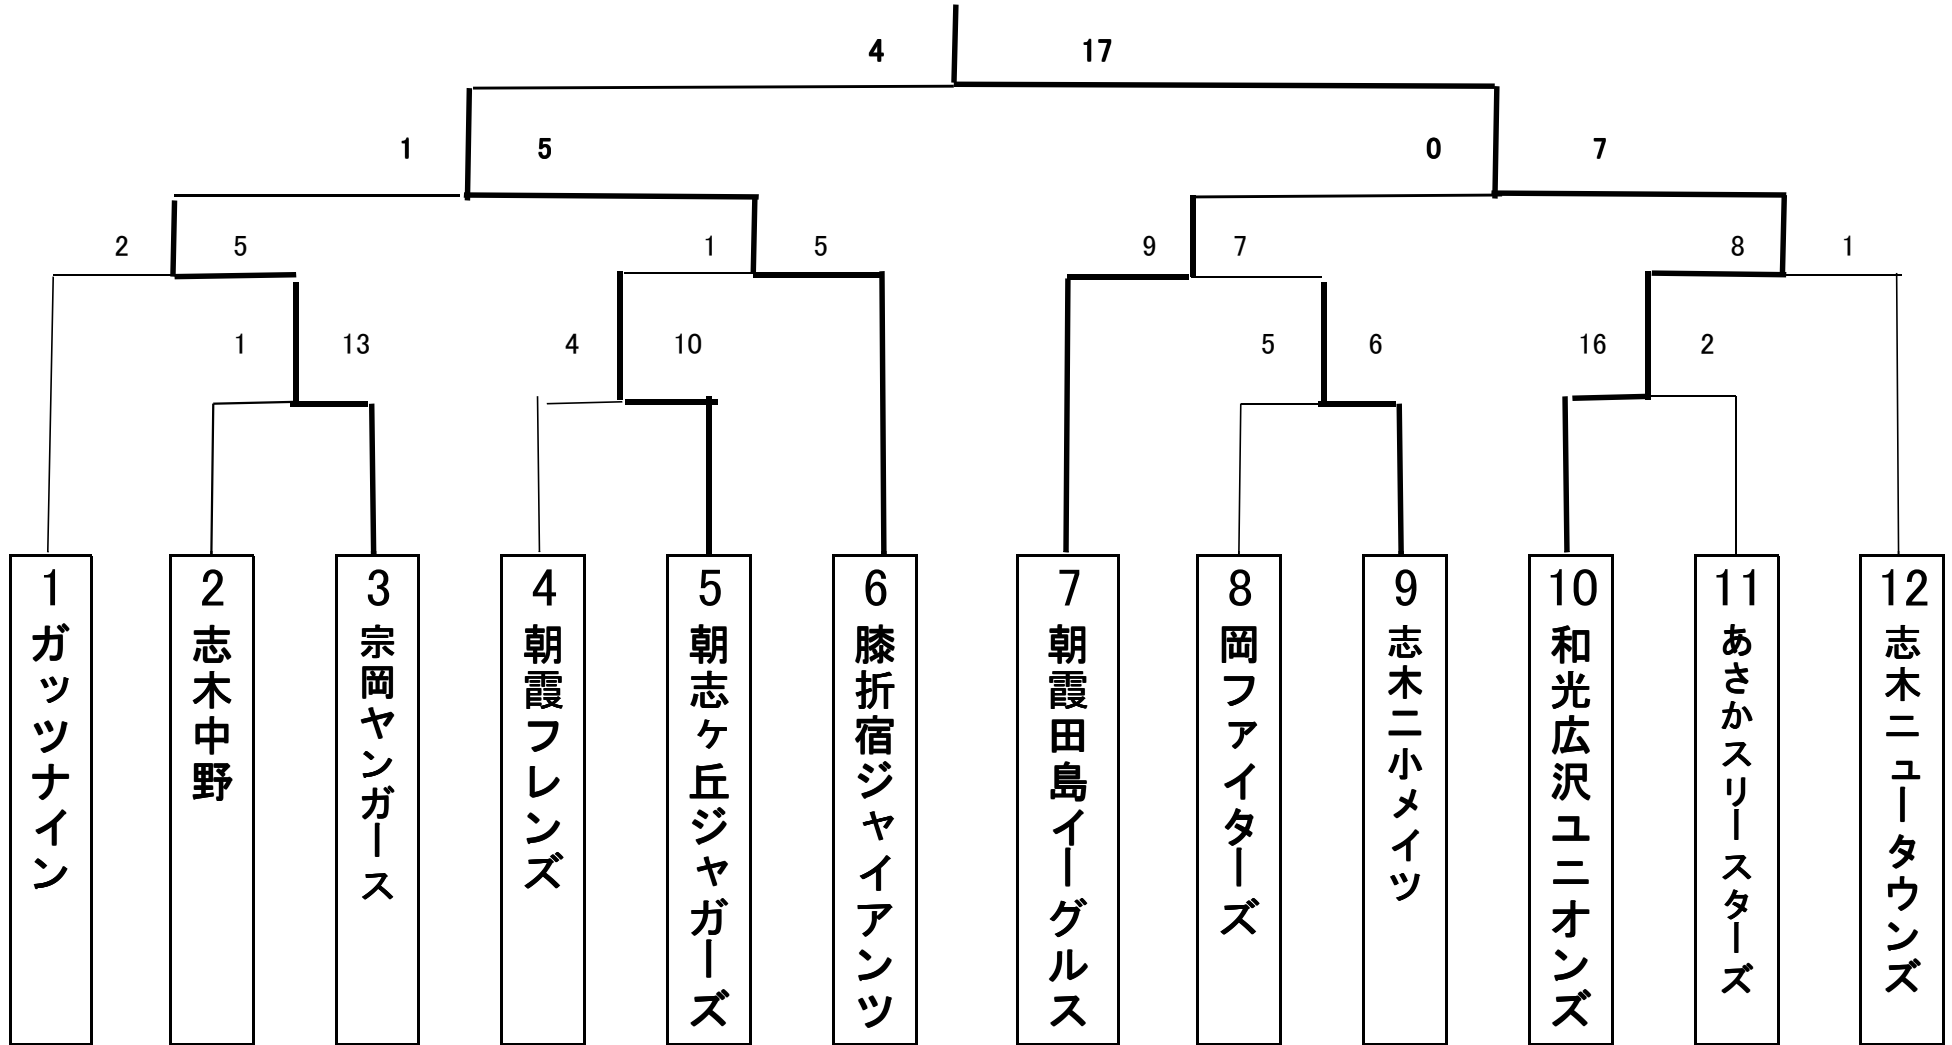 4 17
1 5 0 7
2 5 1 5 9 7 8 1
1 13 4 10 5 6 16 2
1 ガッツナイン
2 志木中野
3 宗岡ヤンガース
4 朝霞フレンズ
5 朝志ヶ丘ジャガーズ
6 膝折宿ジャイアンツ
7 朝霞田島イーグルス
8 岡ファイターズ
9 志木二小メイツ
10 和光広沢ユニオンズ
11 あさかスリースターズ
12 志木ニュータウンズ